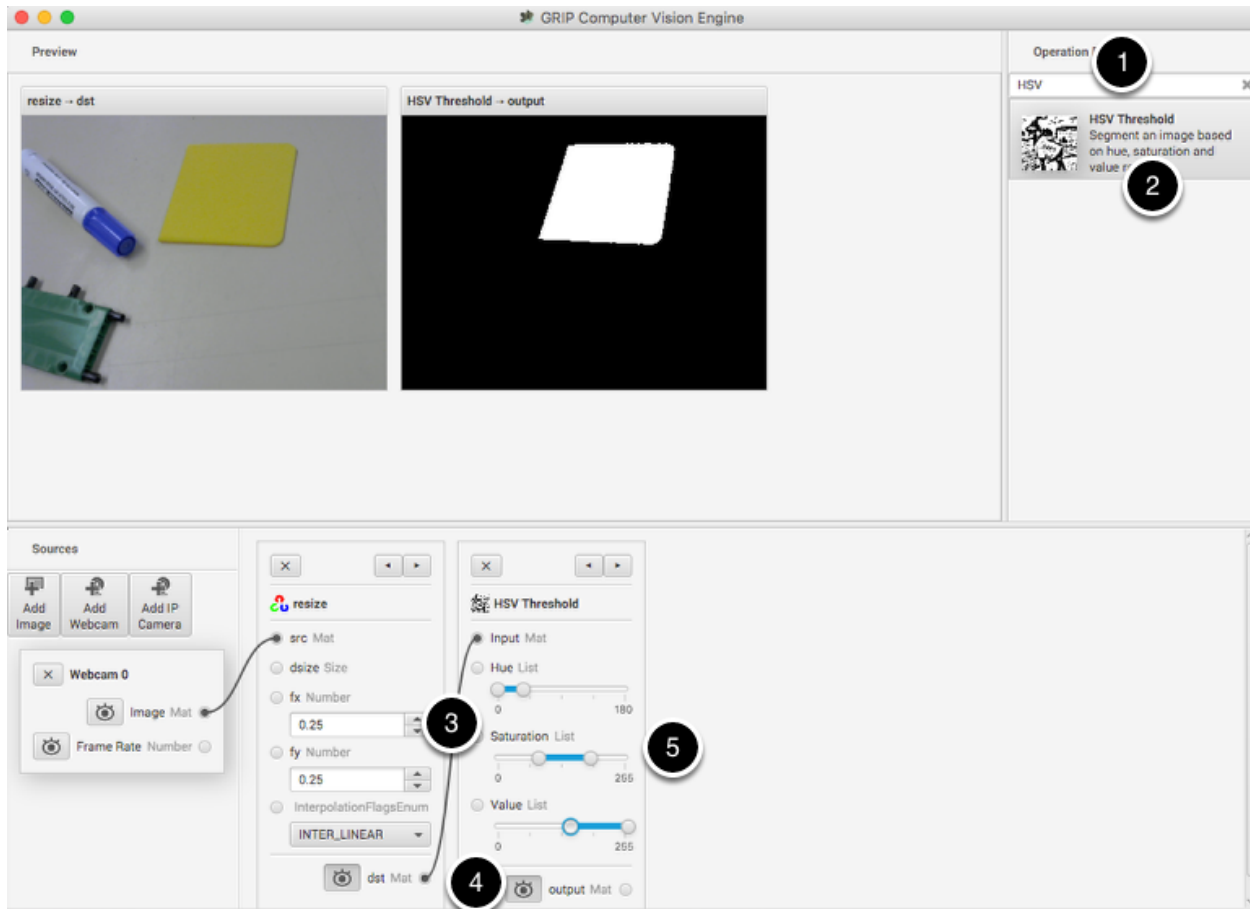 GRIP Computer Vision Engine
Preview
Operation
1
HSV
resize → dst
HSV Threshold → output
HSV Threshold
Segment an image based
on hue, saturation and
value
2
Sources
Add Image
Add Webcam
Add IP Camera
Webcam 0
Image Mat
Frame Rate Number
resize
src Mat
dsize Size
fx Number
0.25
fy Number
0.25
InterpolationFlagsEnum
INTER_LINEAR
dst Mat
3
4
HSV Threshold
Input Mat
Hue List
0 180
Saturation List
0 255
Value List
0 255
output Mat
5